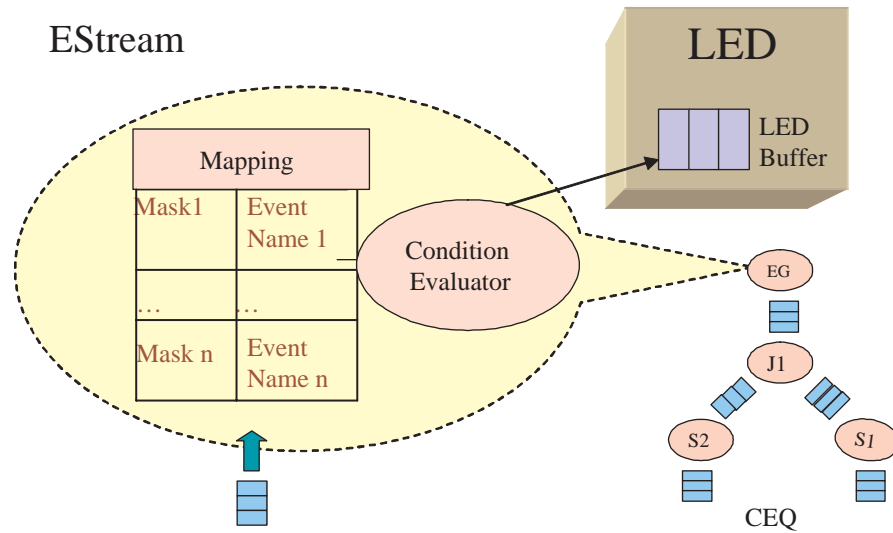 EStream
LED
LED
Buffer
Mapping
Mask1
Event
Name 1
Condition
Evaluator
EG
…
…
Mask n
Event
Name n
J1
S2
S1
CEQ